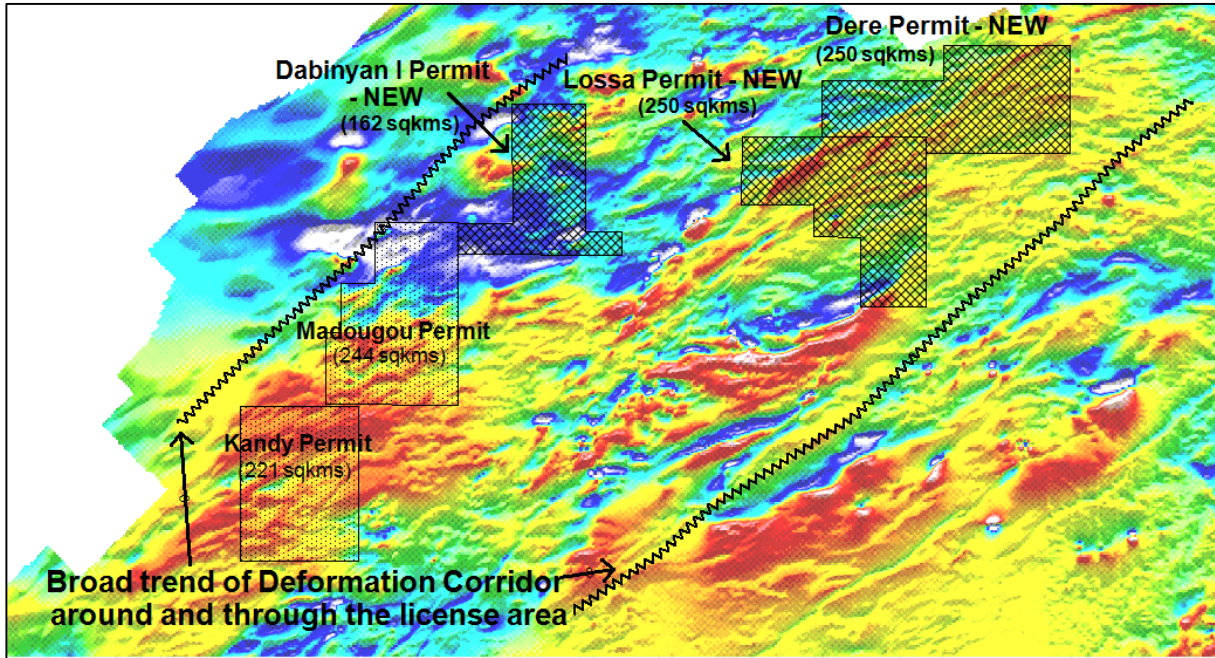 Dere Permit - NEW
(250 sqkms)
Dabinyan I Permit
- NEW
(162 sqkms)
Lossa Permit - NEW
(250 sqkms)
Madougou Permit
(244 sqkms)
Kandy Permit
(221 sqkms)
Broad trend of Deformation Corridor
around and through the license area